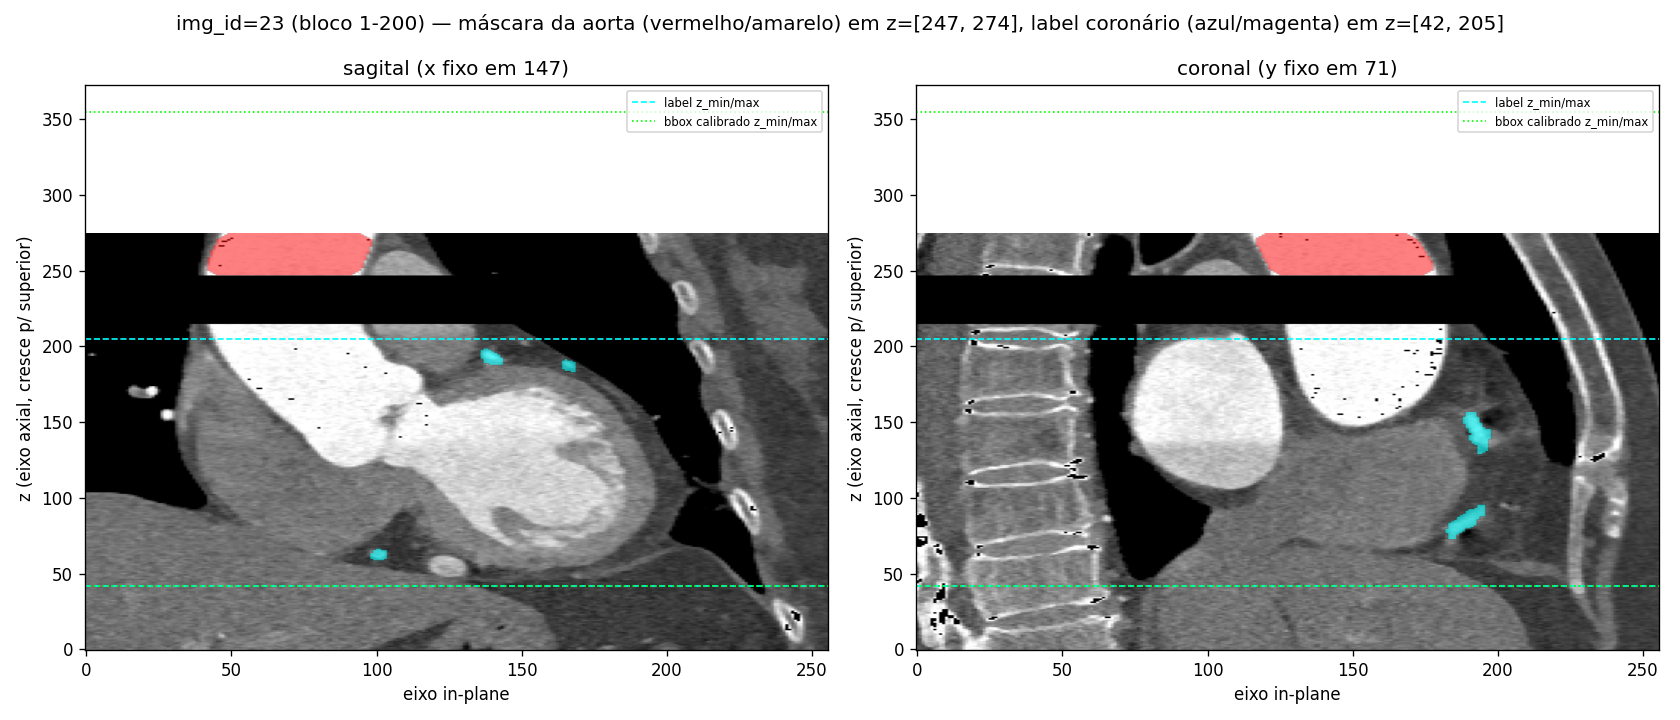 img_id=23 (bloco 1-200) — máscara da aorta (vermelho/amarelo) em z=[247, 274], label coronário (azul/magenta) em z=[42, 205]
sagital (x fixo em 147)
label z_min/max
bbox calibrado z_min/max
z (eixo axial, cresce p/ superior)
350
300
250
200
150
100
50
0
0 50 100 150 200 250
eixo in-plane
coronal (y fixo em 71)
label z_min/max
bbox calibrado z_min/max
z (eixo axial, cresce p/ superior)
350
300
250
200
150
100
50
0
0 50 100 150 200 250
eixo in-plane